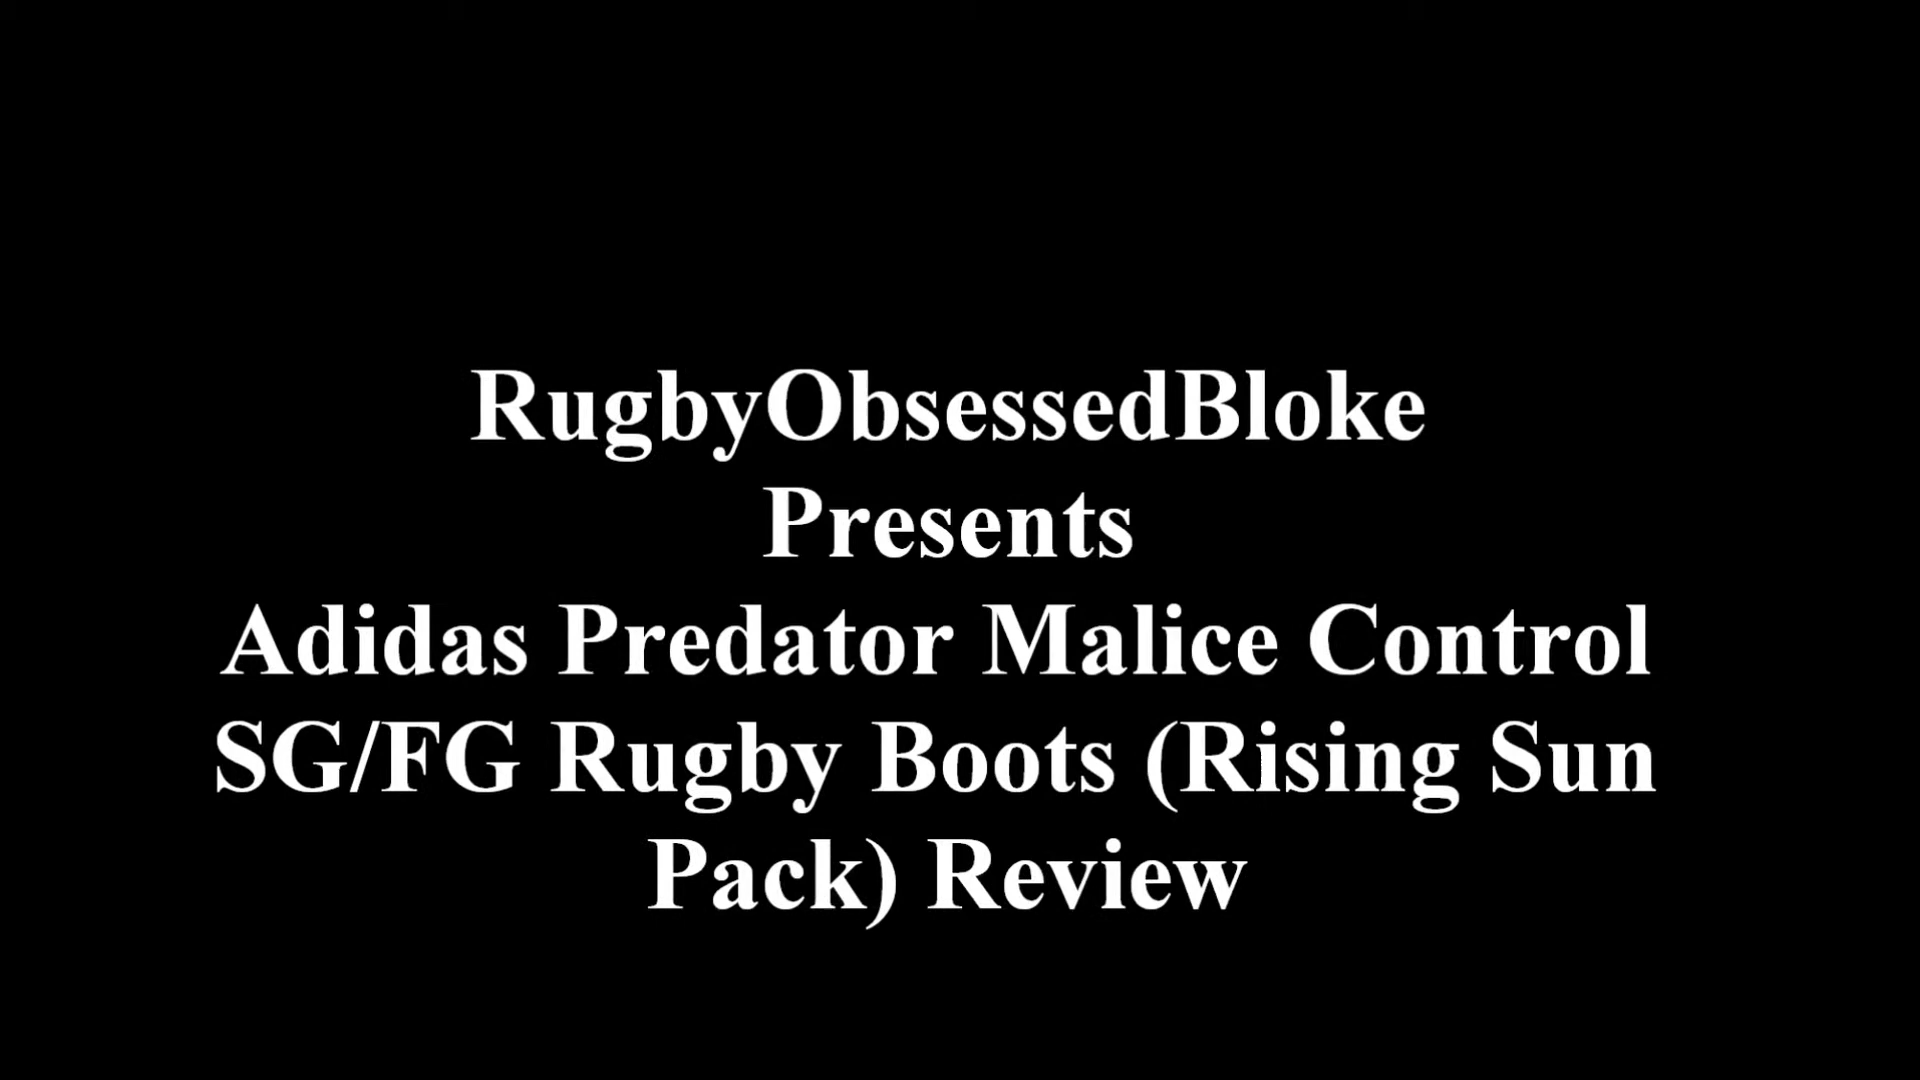 RugbyObsessedBloke
Presents
Adidas Predator Malice Control
SG/FG Rugby Boots (Rising Sun
Pack) Review